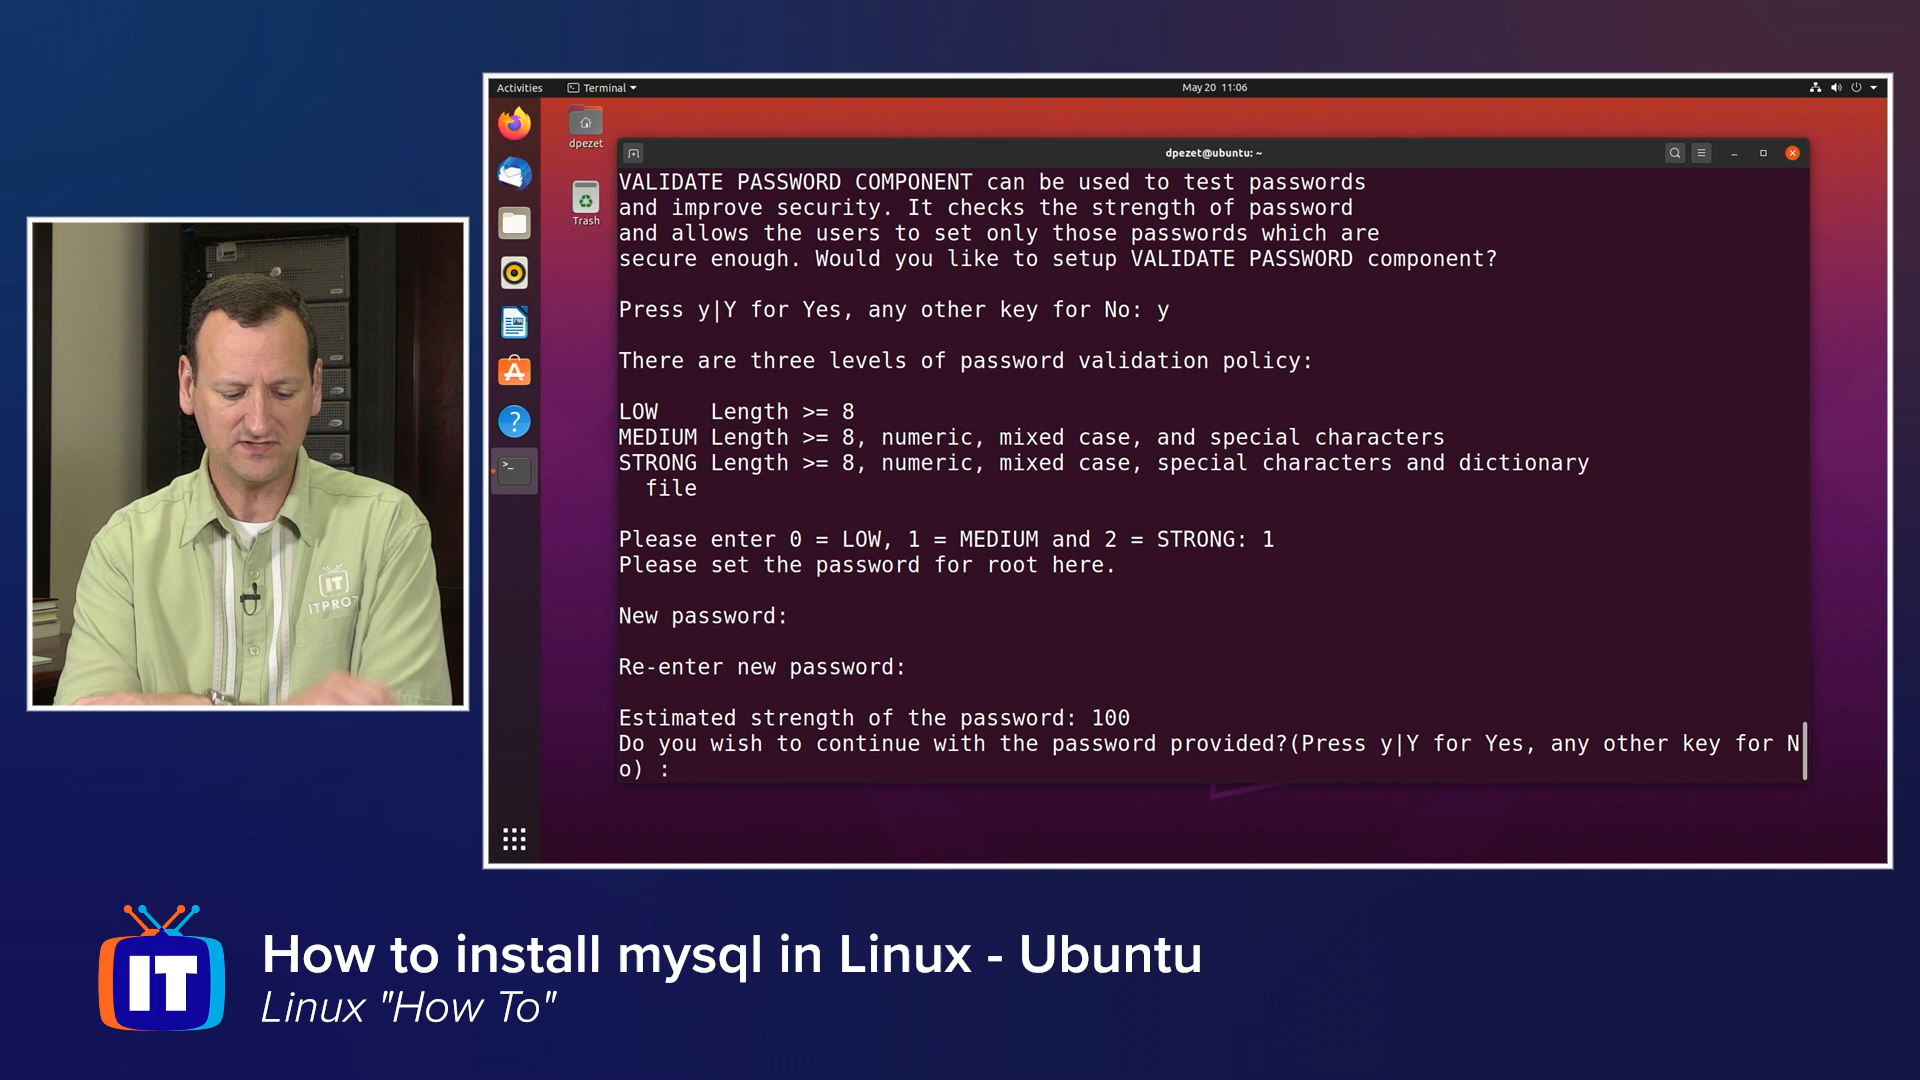 Activities
Terminal
May 20 11:06
dpezet
Trash
dpezet@ubuntu: ~
VALIDATE PASSWORD COMPONENT can be used to test passwords
and improve security. It checks the strength of password
and allows the users to set only those passwords which are
secure enough. Would you like to setup VALIDATE PASSWORD component?
Press y|Y for Yes, any other key for No: y
There are three levels of password validation policy:
LOW    Length >= 8
MEDIUM Length >= 8, numeric, mixed case, and special characters
STRONG Length >= 8, numeric, mixed case, special characters and dictionary
  file
Please enter 0 = LOW, 1 = MEDIUM and 2 = STRONG: 1
Please set the password for root here.
New password:
Re-enter new password:
Estimated strength of the password: 100
Do you wish to continue with the password provided?(Press y|Y for Yes, any other key for N
o) :
IT
ITPROT
IT
How to install mysql in Linux - Ubuntu
Linux "How To"